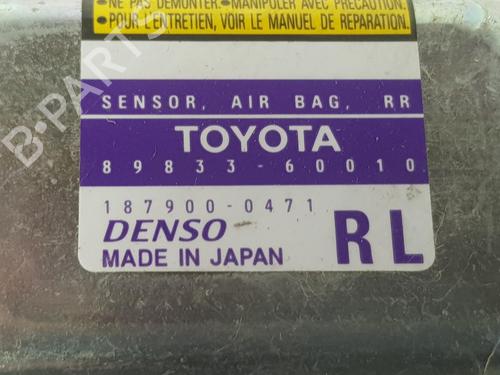 •NE PAS DEMONTER.•MANIPULER AVEC PRECAUTION.
•POUR L'ENTRETIEN, VOIR LE MANUEL DE REPARATION.
SENSOR, AIR BAG, RR
TOYOTA
89833-60010
187900-0471
DENSO
MADE IN JAPAN
RL
B-PARTS